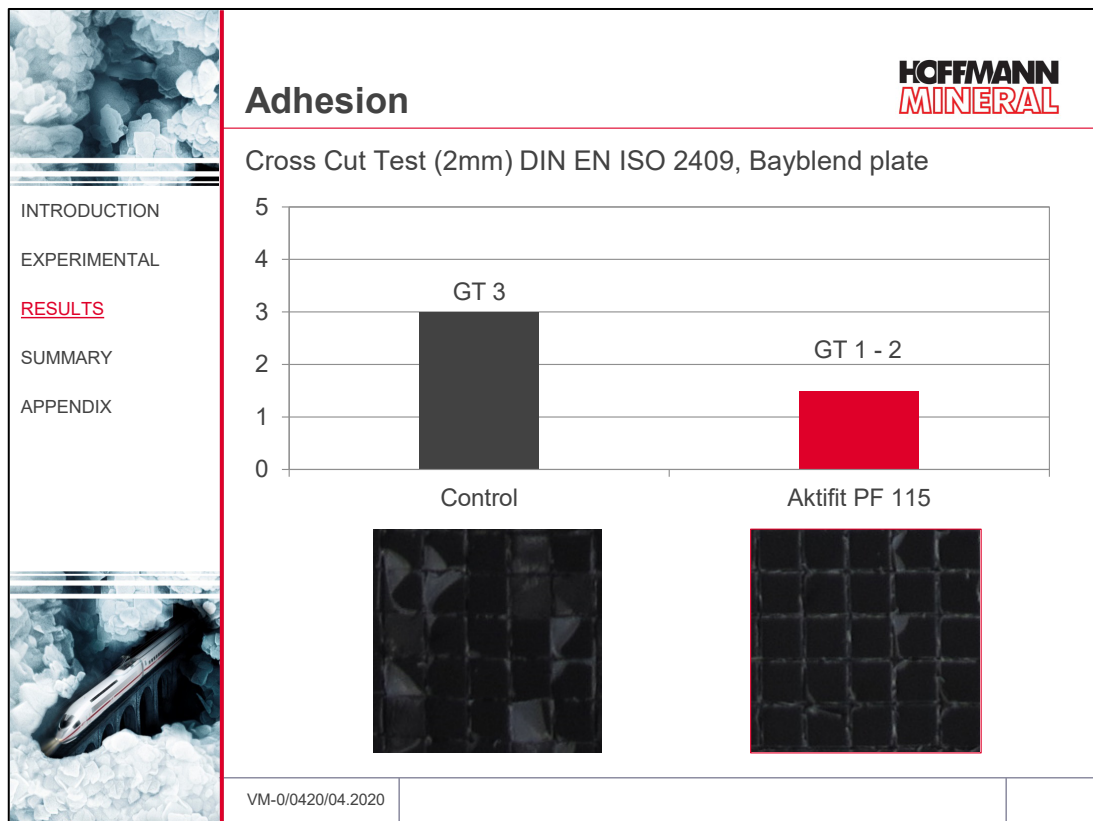 HOFFMANN
MINERAL
Adhesion
Cross Cut Test (2mm) DIN EN ISO 2409, Bayblend plate
INTRODUCTION
EXPERIMENTAL
RESULTS
SUMMARY
APPENDIX
5
4
3
2
1
0
GT 3
GT 1 - 2
Control
Aktifit PF 115
VM-0/0420/04.2020